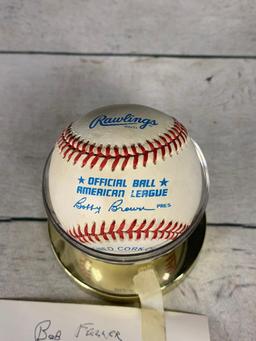 Rawlings
OFFICIAL BALL
AMERICAN LEAGUE
Bobby Brown PRES.
Bob Feller